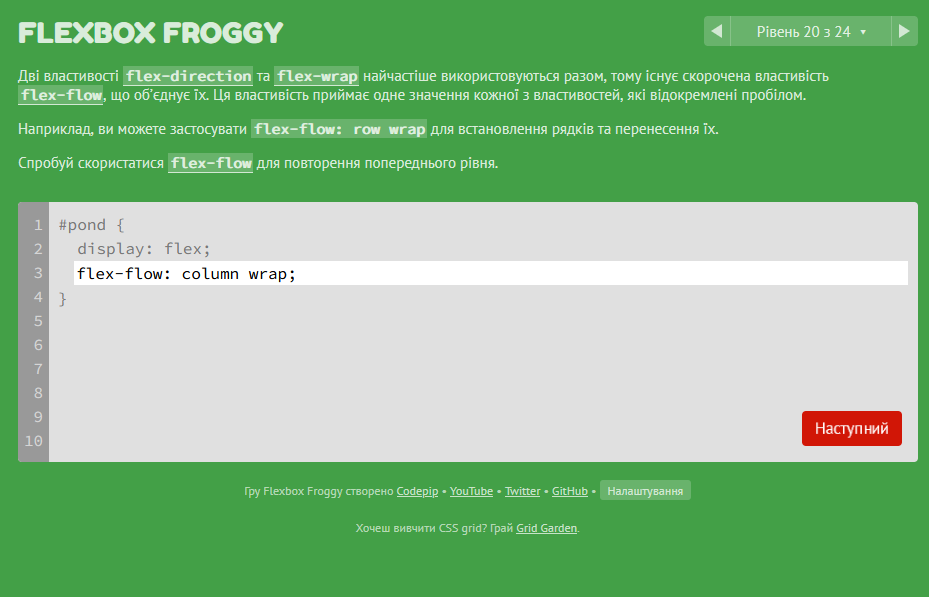 FLEXBOX FROGGY
Рівень 20 з 24
Дві властивості flex-direction та flex-wrap найчастіше використовуються разом, тому існує скорочена властивість
flex-flow, що об'єднує їх. Ця властивість приймає одне значення кожної з властивостей, які відокремлені пробілом.
Наприклад, ви можете застосувати flex-flow: row wrap для встановлення рядків та перенесення їх.
Спробуй скористатися flex-flow для повторення попереднього рівня.
1 #pond {
2 display: flex;
3 flex-flow: column wrap;
4 }
5
6
7
8
9
10
Наступний
Гру Flexbox Froggy створено Codepip • YouTube • Twitter • GitHub • Налаштування
Хочеш вивчити CSS grid? Грай Grid Garden.